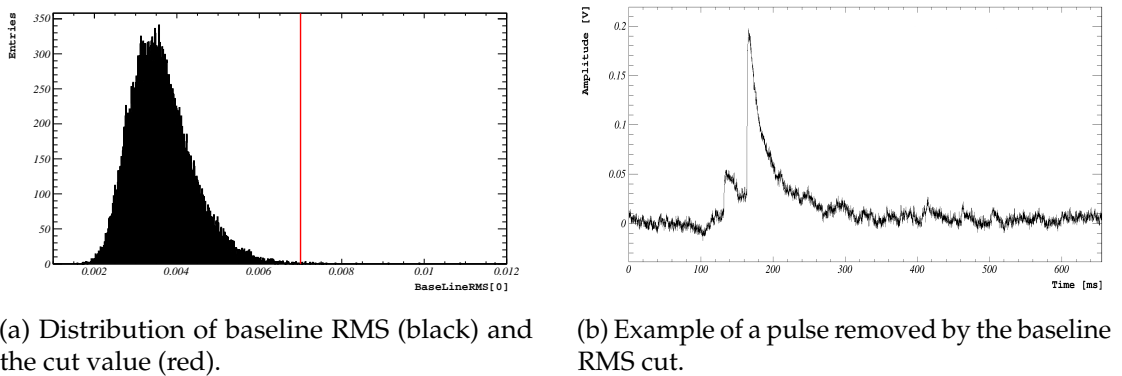 Entries
350
300
250
200
150
100
50
0
0.002 0.004 0.006 0.008 0.01 0.012
BaseLineRMS[0]
(a) Distribution of baseline RMS (black) and
the cut value (red).
Amplitude [V]
0.2
0.15
0.1
0.05
0
0 100 200 300 400 500 600
Time [ms]
(b) Example of a pulse removed by the baseline
RMS cut.